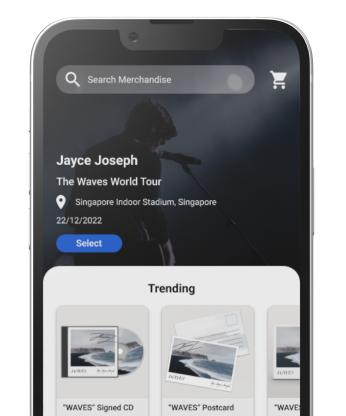 Search Merchandise
Jayce Joseph
The Waves World Tour
Singapore Indoor Stadium, Singapore
22/12/2022
Select
Trending
WAVES
WAVES
WAVES
"WAVES" Signed CD
"WAVES" Postcard
"WAVES